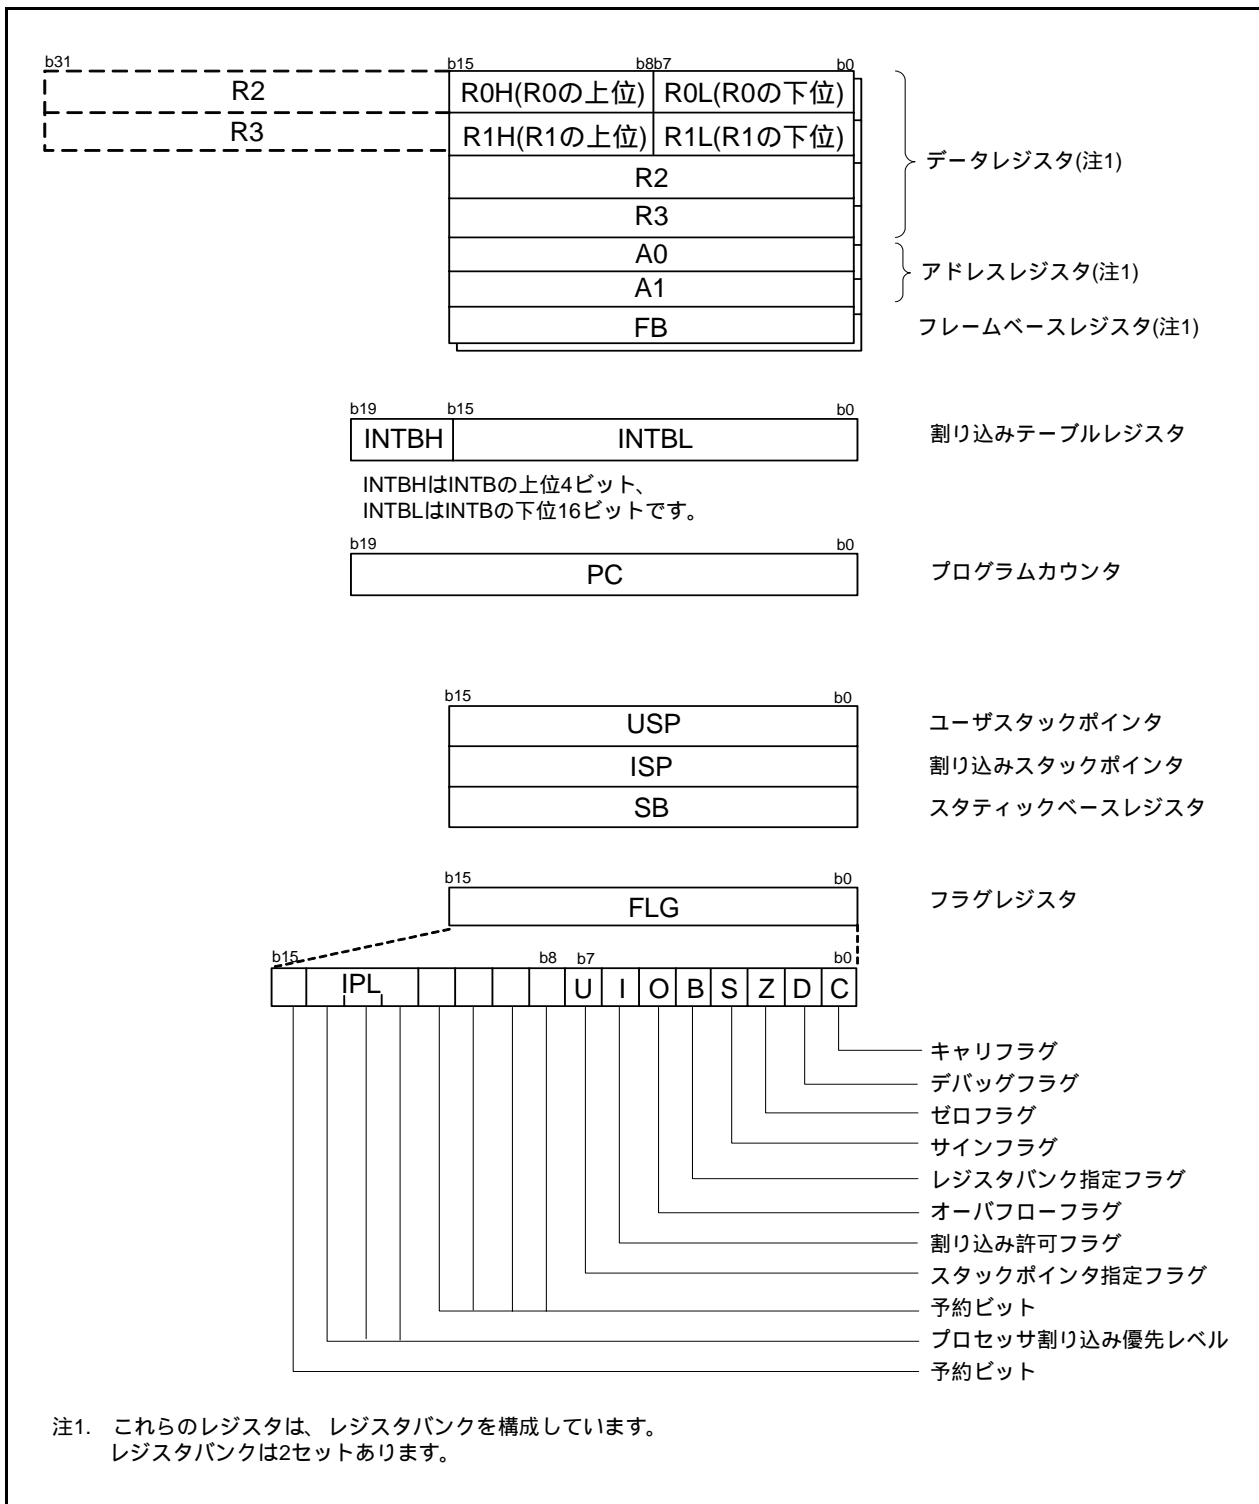 b31 b15 b8b7 b0
R2 R0H(R0の上位) R0L(R0の下位)
R3 R1H(R1の上位) R1L(R1の下位)
データレジスタ(注1)
R2
R3
A0
アドレスレジスタ(注1)
A1
FB フレームベースレジスタ(注1)
b19 b15 b0
INTBH INTBL 割り込みテーブルレジスタ
INTBHはINTBの上位4ビット、
INTBLはINTBの下位16ビットです。
b19 b0
PC プログラムカウンタ
b15 b0
USP ユーザスタックポインタ
ISP 割り込みスタックポインタ
SB スタティックベースレジスタ
b15 b0
FLG フラグレジスタ
b15 b8 b7 b0
IPL U I O B S Z D C
キャリフラグ
デバッグフラグ
ゼロフラグ
サインフラグ
レジスタバンク指定フラグ
オーバフローフラグ
割り込み許可フラグ
スタックポインタ指定フラグ
予約ビット
プロセッサ割り込み優先レベル
予約ビット
注1. これらのレジスタは、レジスタバンクを構成しています。
レジスタバンクは2セットあります。